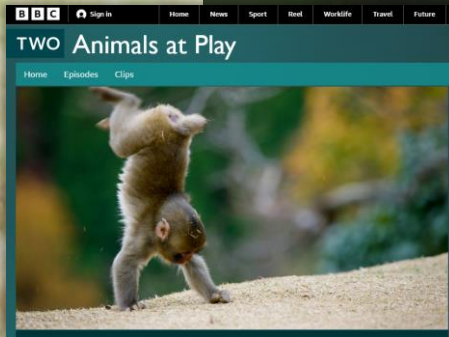 BBC Sign in Home News Sport Reel Worklife Travel Future
TWO Animals at Play
Home Episodes Clips